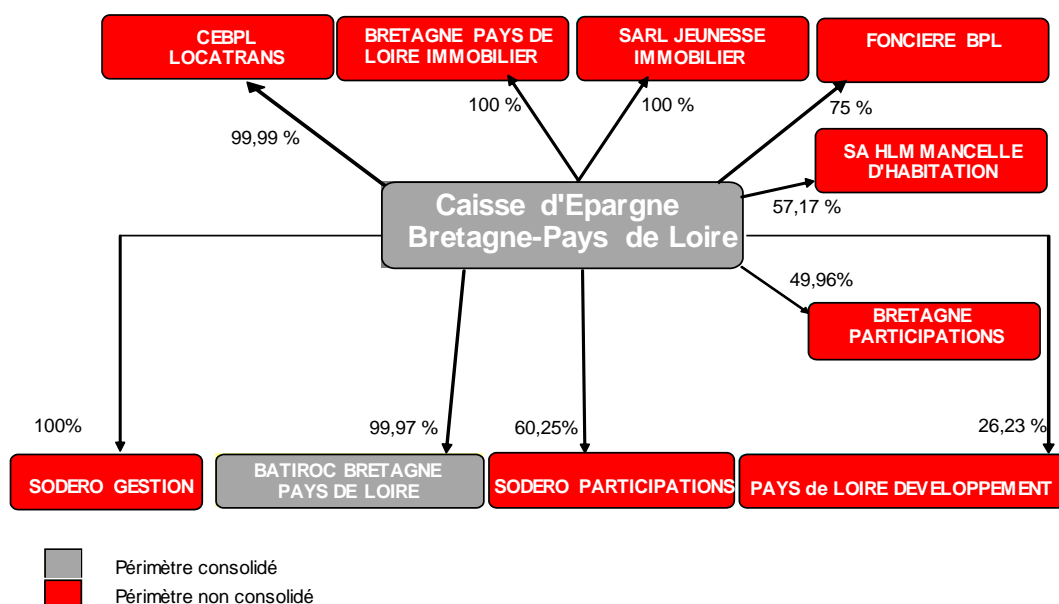 CEBPL
LOCATRANS
BRETAGNE PAYS DE
LOIRE IMMOBILIER
SARL JEUNESSE
IMMOBILIER
FONCIERE BPL
99,99 %
100 %
100 %
75 %
SA HLM MANCELLE
D'HABITATION
57,17 %
Caisse d'Epargne
Bretagne-Pays de Loire
49,96%
BRETAGNE
PARTICIPATIONS
100%
99,97 %
60,25%
26,23 %
SODERO GESTION
BATIROC BRETAGNE
PAYS DE LOIRE
SODERO PARTICIPATIONS
PAYS de LOIRE DEVELOPPEMENT
Périmètre consolidé
Périmètre non consolidé